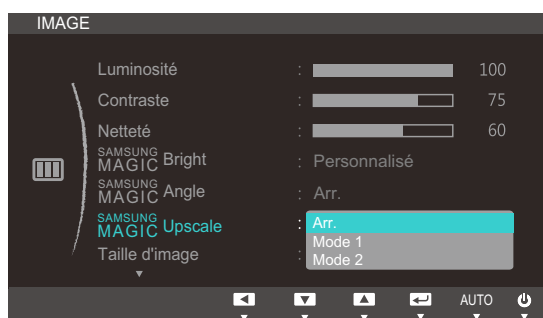 IMAGE
Luminosité : 100
Contraste : 75
Netteté : 60
SAMSUNG MAGIC Bright : Personnalisé
SAMSUNG MAGIC Angle : Arr.
SAMSUNG MAGIC Upscale : Arr.
Mode 1
Taille d'image : Mode 2
AUTO